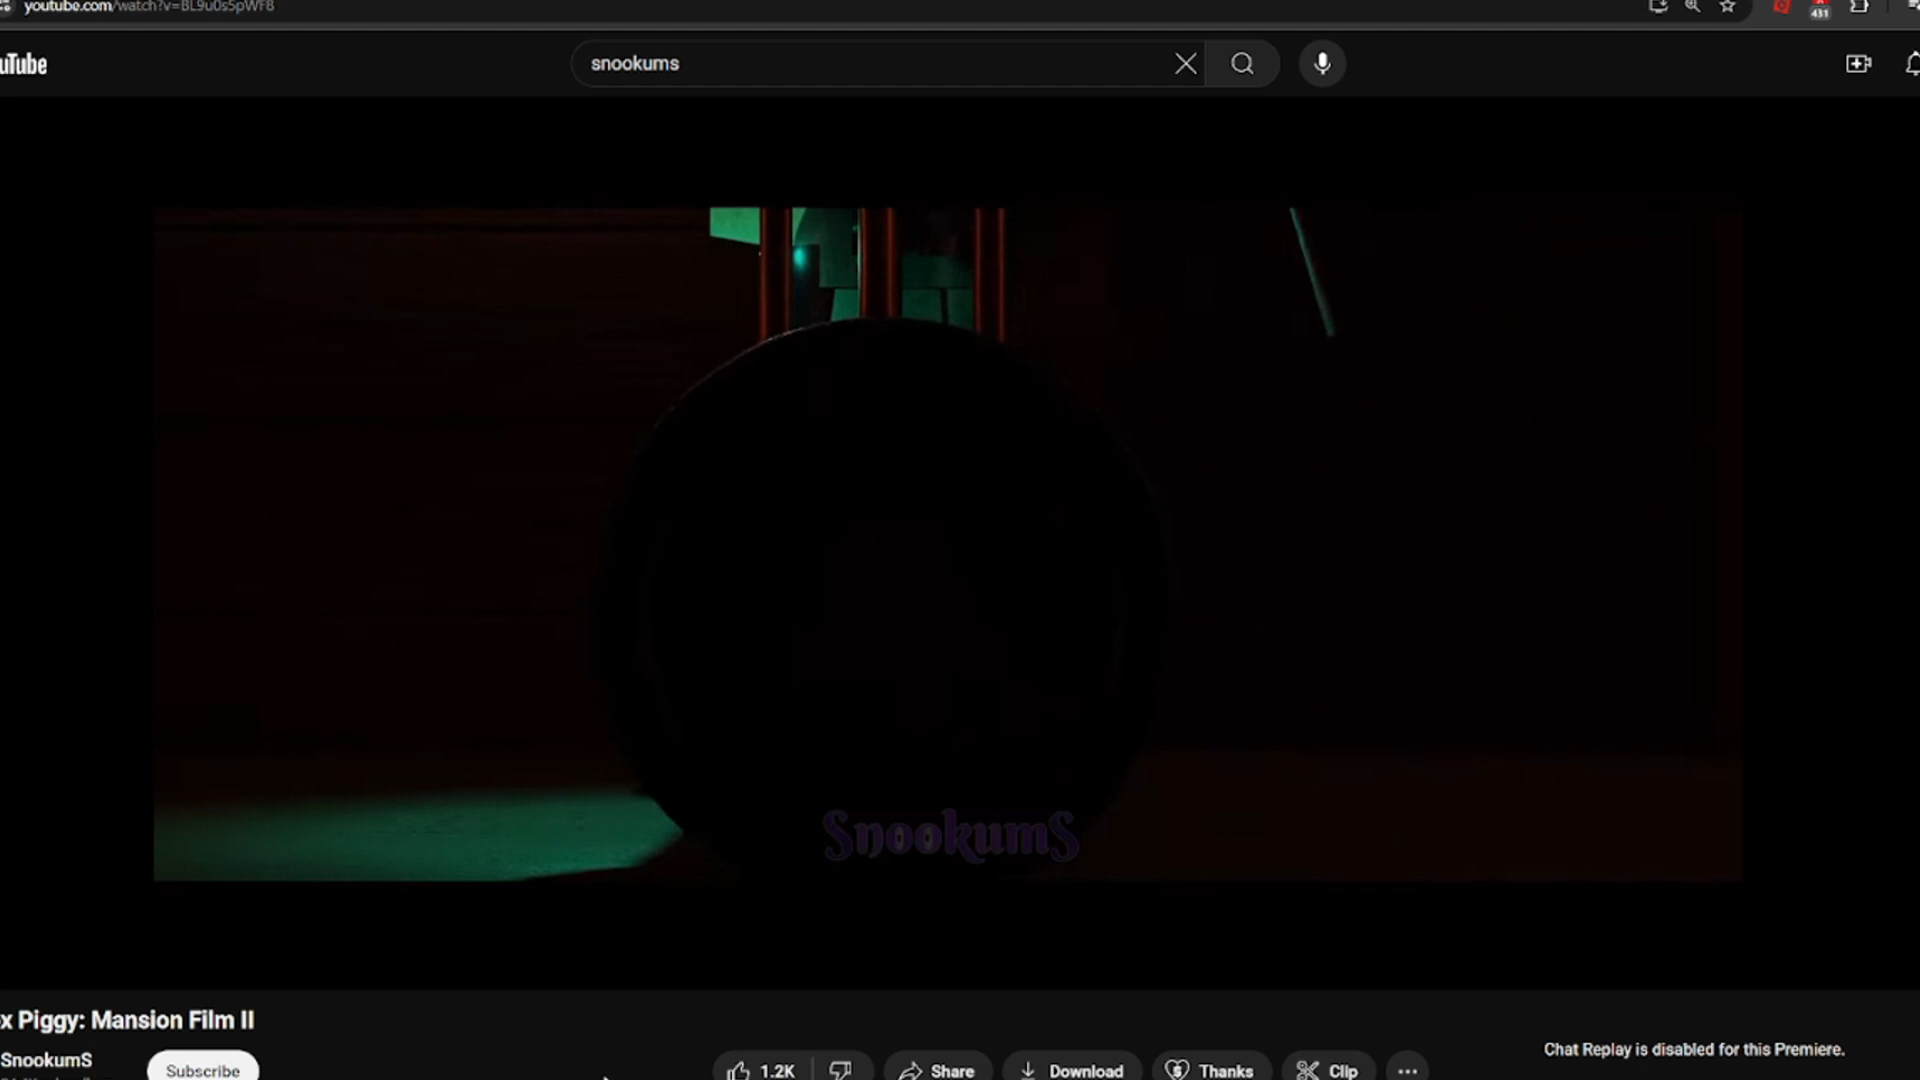 youtube.com/watch?v=BL9u0s5pWF8
431
uTube
snookums
SnookumS
x Piggy: Mansion Film II
SnookumS
Subscribe
1.2K
Share
Download
Thanks
Clip
Chat Replay is disabled for this Premiere.